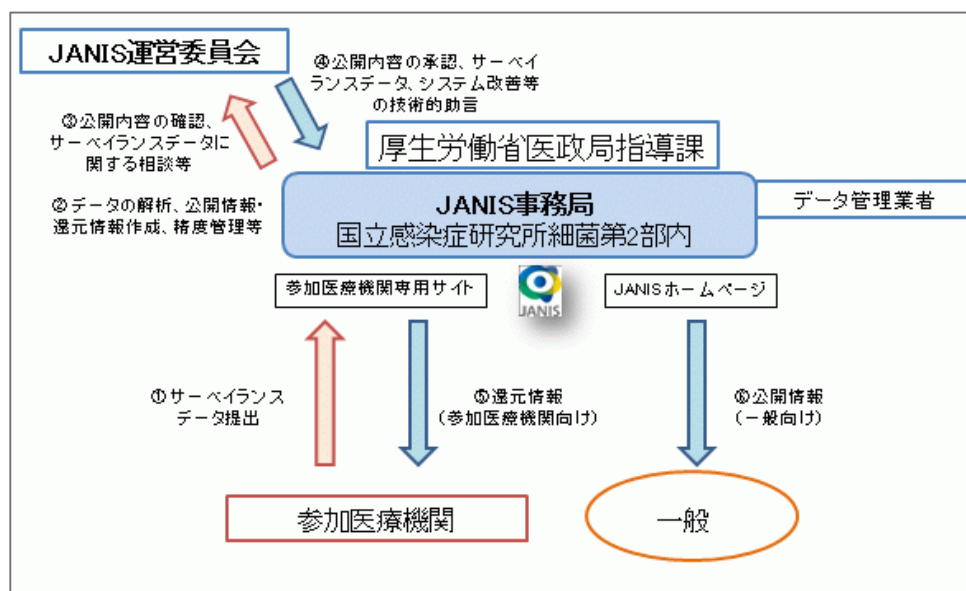 JANIS運営委員会
④公開内容の承認、サーベイ
ランスデータ、システム改善等
の技術的助言
③公開内容の確認、
サーベイランスデータに
関する相談等
厚生労働省医政局指導課
②データの解析、公開情報・
還元情報作成、精度管理等
JANIS事務局
国立感染症研究所細菌第2部内
データ管理業者
参加医療機関専用サイト
JANIS
JANISホームページ
①サーベイランス
データ提出
⑤還元情報
(参加医療機関向け)
⑥公開情報
(一般向け)
参加医療機関
一般